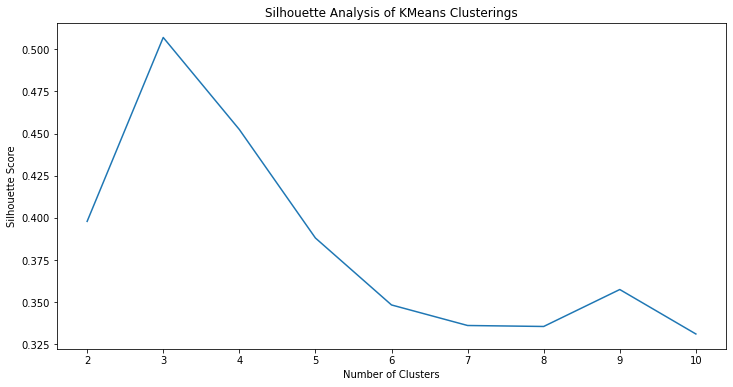 Silhouette Analysis of KMeans Clusterings
0.500
0.475
0.450
0.425
0.400
0.375
0.350
0.325
Silhouette Score
2 3 4 5 6 7 8 9 10
Number of Clusters